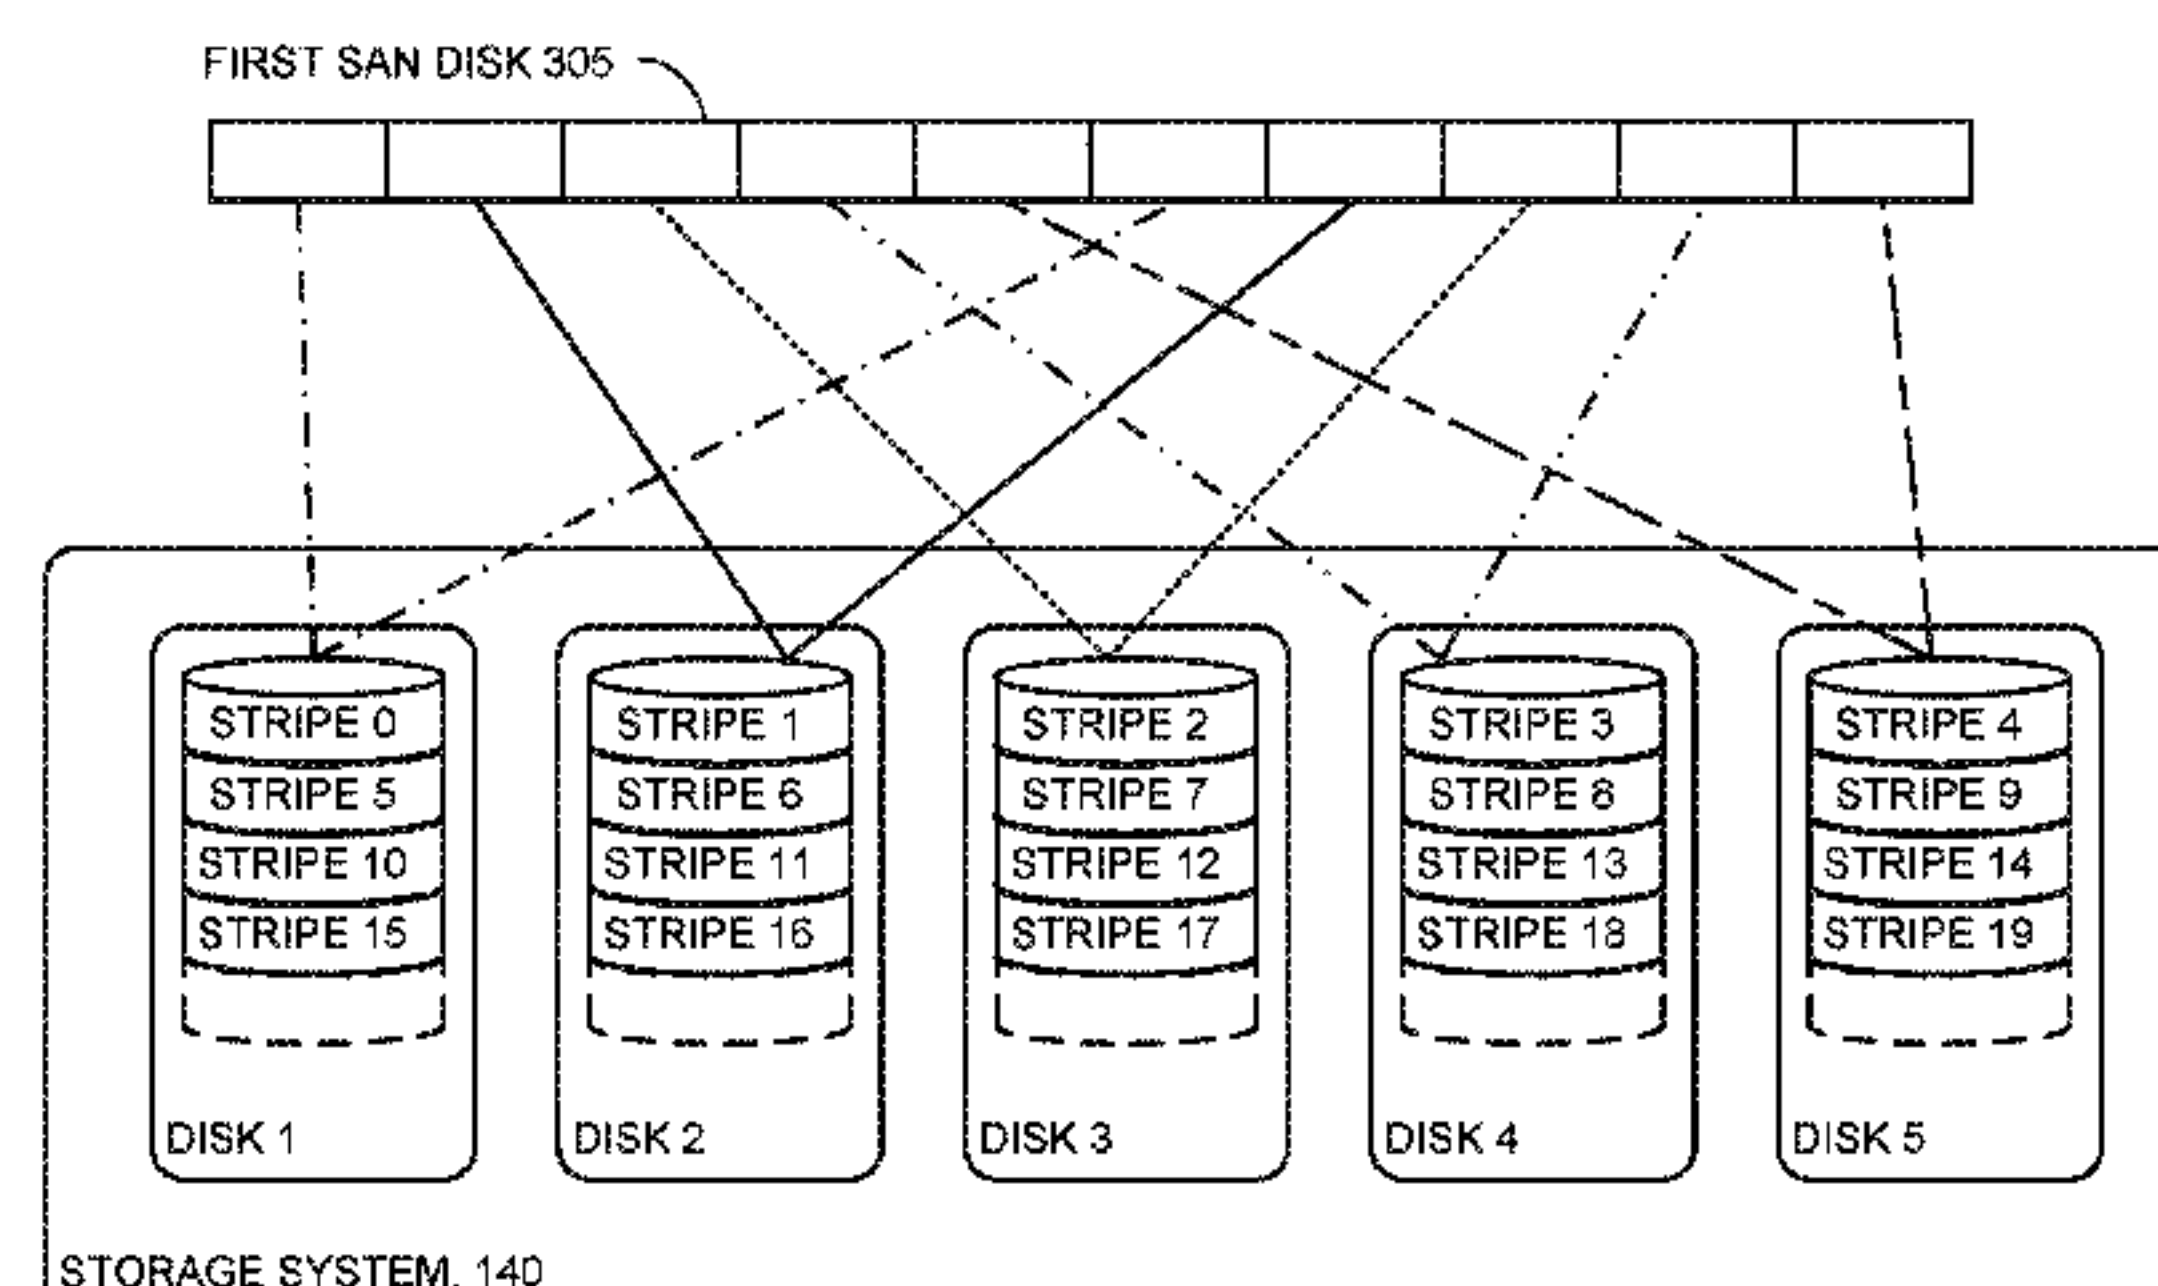 FIRST SAN DISK 305
STRIPE 0
STRIPE 5
STRIPE 10
STRIPE 15
DISK 1
STRIPE 1
STRIPE 6
STRIPE 11
STRIPE 16
DISK 2
STRIPE 2
STRIPE 7
STRIPE 12
STRIPE 17
DISK 3
STRIPE 3
STRIPE 8
STRIPE 13
STRIPE 18
DISK 4
STRIPE 4
STRIPE 9
STRIPE 14
STRIPE 19
DISK 5
STORAGE SYSTEM, 140